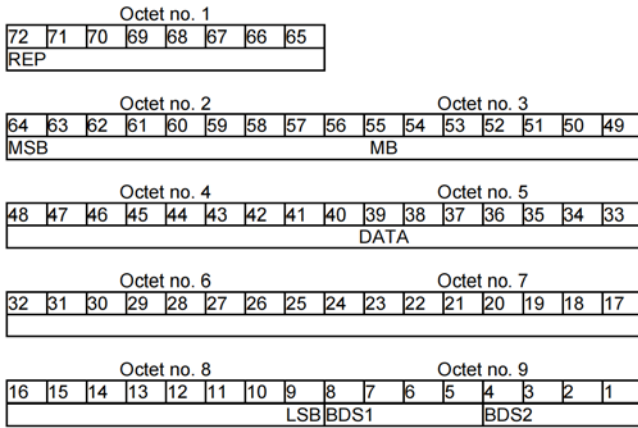 Octet no. 1
72 71 70 69 68 67 66 65
REP
Octet no. 2 Octet no. 3
64 63 62 61 60 59 58 57 56 55 54 53 52 51 50 49
MSB MB
Octet no. 4 Octet no. 5
48 47 46 45 44 43 42 41 40 39 38 37 36 35 34 33
DATA
Octet no. 6 Octet no. 7
32 31 30 29 28 27 26 25 24 23 22 21 20 19 18 17
Octet no. 8 Octet no. 9
16 15 14 13 12 11 10 9 8 7 6 5 4 3 2 1
LSB BDS1 BDS2